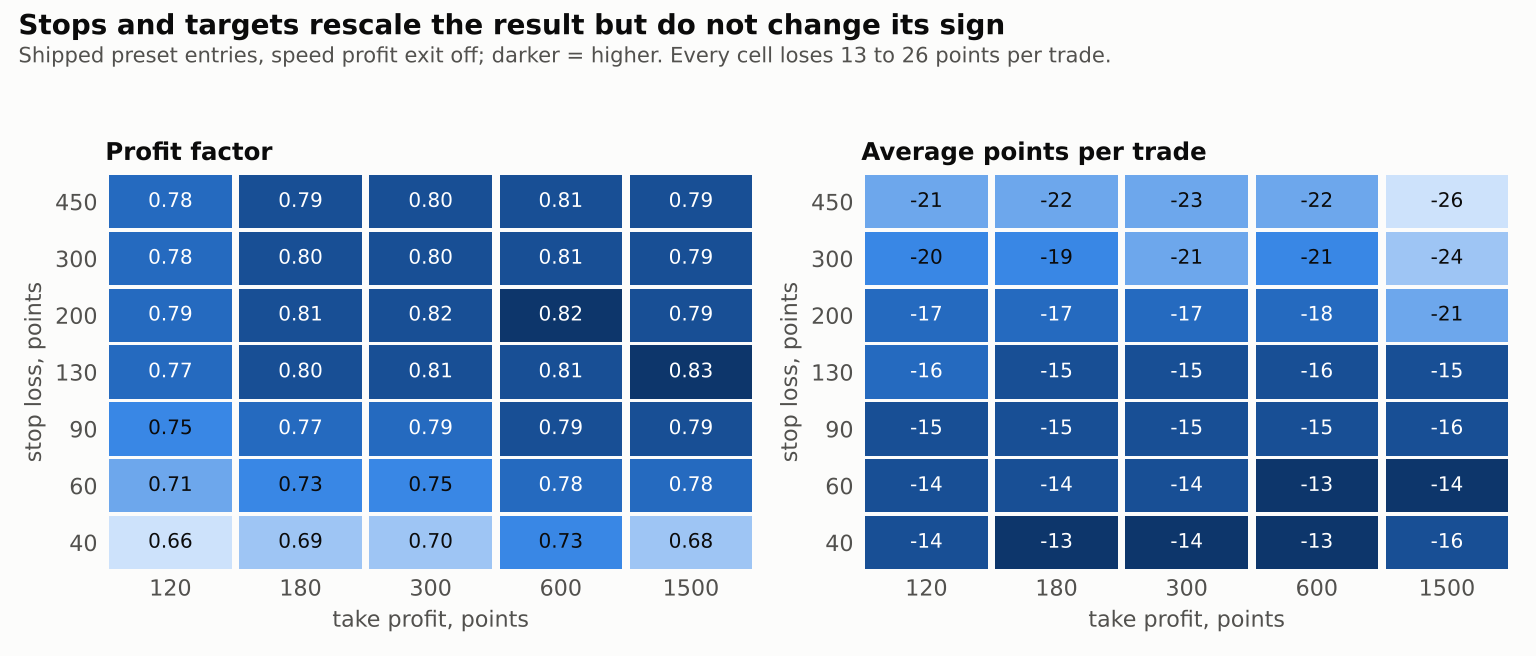 Stops and targets rescale the result but do not change its sign
Shipped preset entries, speed profit exit off; darker = higher. Every cell loses 13 to 26 points per trade.
Profit factor
stop loss, points
450 0.78 0.79 0.80 0.81 0.79
300 0.78 0.80 0.80 0.81 0.79
200 0.79 0.81 0.82 0.82 0.79
130 0.77 0.80 0.81 0.81 0.83
90 0.75 0.77 0.79 0.79 0.79
60 0.71 0.73 0.75 0.78 0.78
40 0.66 0.69 0.70 0.73 0.68
120 180 300 600 1500
take profit, points
Average points per trade
stop loss, points
450 -21 -22 -23 -22 -26
300 -20 -19 -21 -21 -24
200 -17 -17 -17 -18 -21
130 -16 -15 -15 -16 -15
90 -15 -15 -15 -15 -16
60 -14 -14 -14 -13 -14
40 -14 -13 -14 -13 -16
120 180 300 600 1500
take profit, points